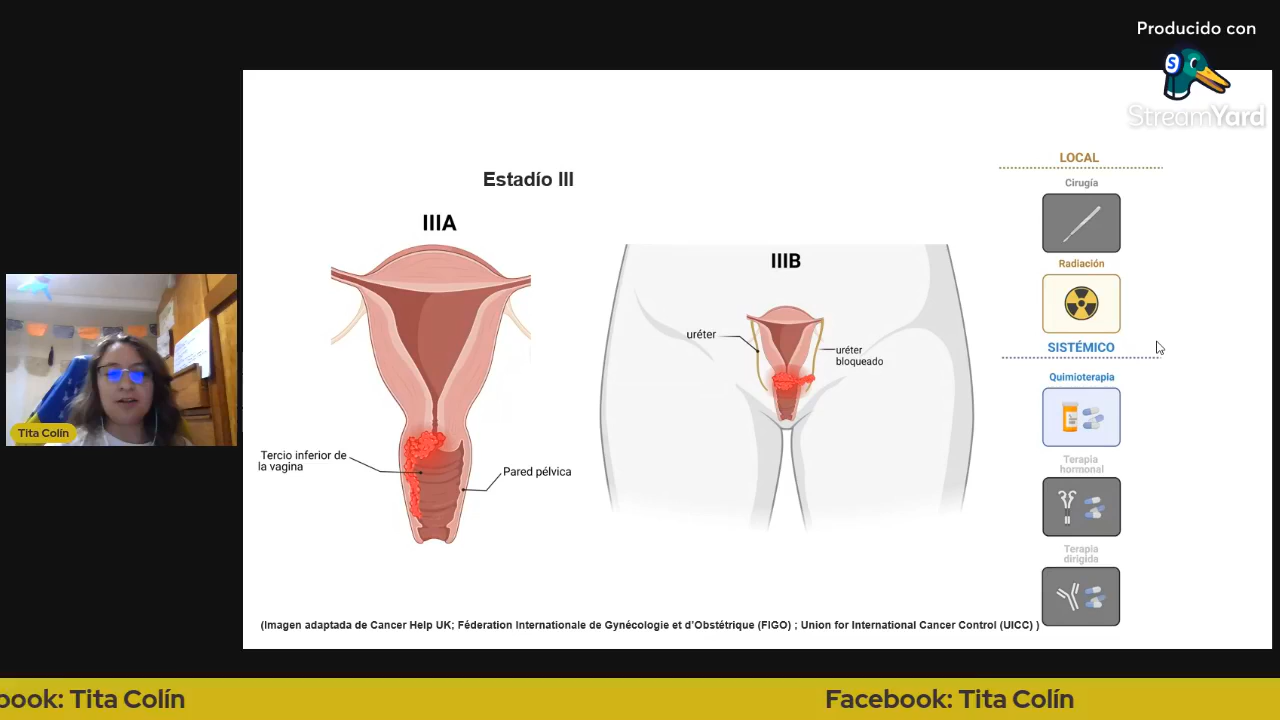 Producido con
StreamYard
LOCAL
Cirugía
Estadío III
IIIA
IIIB
Radiación
uréter
SISTÉMICO
uréter
bloqueado
Quimioterapia
Tita Colín
Tercio inferior de
la vagina
Pared pélvica
Terapia
hormonal
Terapia
dirigida
(Imagen adaptada de Cancer Help UK; Féderation Internationale de Gynécologie et d'Obstétrique (FIGO) ; Union for International Cancer Control (UICC) )
book: Tita Colín
Facebook: Tita Colín